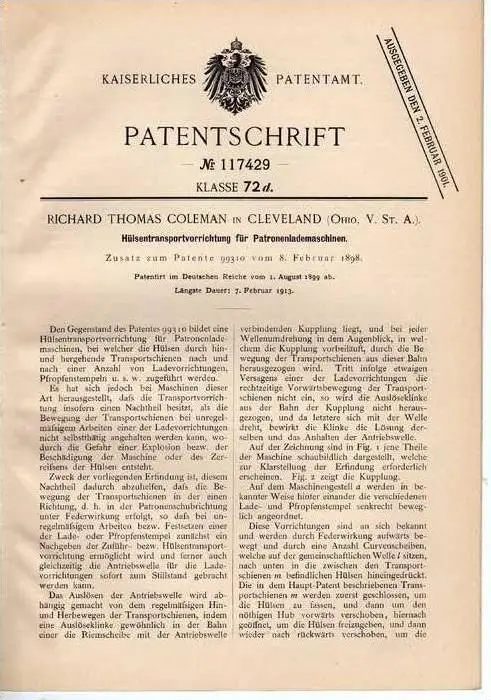 KAISERLICHES PATENTAMT.
AUSGEGEBEN DEN 2. FEBRUAR 1901.
PATENTSCHRIFT
— № 117429 —
KLASSE 72d.
RICHARD THOMAS COLEMAN IN CLEVELAND (OHIO, V. ST. A.).
Hülsentransportvorrichtung für Patronenlademaschinen.
Zusatz zum Patente 99310 vom 8. Februar 1898.
Patentirt im Deutschen Reiche vom 1. August 1899 ab.
Längste Dauer: 7. Februar 1913.
Den Gegenstand des Patentes 99310 bildet eine
Hülsentransportvorrichtung für Patronenlade-
maschinen, bei welcher die Hülsen durch hin
und hergehende Transportschienen nach und
nach einer Anzahl von Ladevorrichtungen,
Pfropfenstempeln u. s. w. zugeführt werden.
Es hat sich jedoch bei Maschinen dieser
Art herausgestellt, daß die Transportvorrichtung
insofern einen Nachtheil besitzt, als die
Bewegung der Transportschienen bei unregel-
mäßigem Arbeiten einer der Ladevorrichtungen
nicht selbstthätig angehalten werden kann, wo-
durch die Gefahr einer Explosion bezw. der
Beschädigung der Maschine oder des Zer-
reißens der Hülsen entsteht.
Zweck der vorliegenden Erfindung ist, diesem
Nachtheil dadurch abzuhelfen, daß die Be-
wegung der Transportschienen in der einen
Richtung, d. h. in der Patronenschubrichtung
unter Federwirkung erfolgt, so daß bei un-
regelmäßigem Arbeiten bezw. Festsetzen einer
der Lade- oder Pfropfenstempel zunächst ein
Nachgeben der Zuführ- bezw. Hülsentransport-
vorrichtung ermöglicht wird und ferner auch
gleichzeitig die Antriebswelle für die Lade-
vorrichtungen sofort zum Stillstand gebracht
werden kann.
Das Auslösen der Antriebswelle wird ab-
hängig gemacht von dem regelmäßigen Hin-
und Herbewegen der Transportschienen, indem
eine Auslöseklinke gewöhnlich in der Bahn
einer die Riemscheibe mit der Antriebswelle
verbindenden Kupplung liegt, und bei jeder
Wellenumdrehung in dem Augenblick, in wel-
chem die Kupplung vorbeiläuft, durch die Be-
wegung der Transportschienen aus dieser Bahn
herausgezogen wird. Tritt infolge etwaigen
Versagens einer der Ladevorrichtungen die
rechtzeitige Vorwärtsbewegung der Transport-
schienen nicht ein, so wird die Auslöseklinke
aus der Bahn der Kupplung nicht heraus-
gezogen, und da letztere sich mit der Welle
dreht, bewirkt die Klinke die Lösung der-
selben und das Anhalten der Antriebswelle.
Auf der Zeichnung sind in Fig. 1 jene Theile
der Maschine schaubildlich dargestellt, welche
zur Klarstellung der Erfindung erforderlich
erscheinen. Fig. 2 zeigt die Kupplung.
Auf dem Maschinengestell a werden in be-
kannter Weise hinter einander die verschiedenen
Lade- und Pfropfenstempel senkrecht beweg-
lich angeordnet.
Diese Vorrichtungen sind an sich bekannt
und werden durch Federwirkung aufwärts be-
wegt und durch eine Anzahl Curvenscheiben,
welche auf der gemeinschaftlichen Welle l sitzen,
nach unten in die zwischen den Transport-
schienen m befindlichen Hülsen hineingedrückt.
Die in dem Haupt-Patent beschriebenen Trans-
portschienen m werden zuerst geschlossen, um
die Hülsen zu fassen, und dann um den
nöthigen Hub vorwärts verschoben, hiernach
geöffnet, um die Hülsen freizugeben, und dann
wieder nach rückwärts verschoben, um die